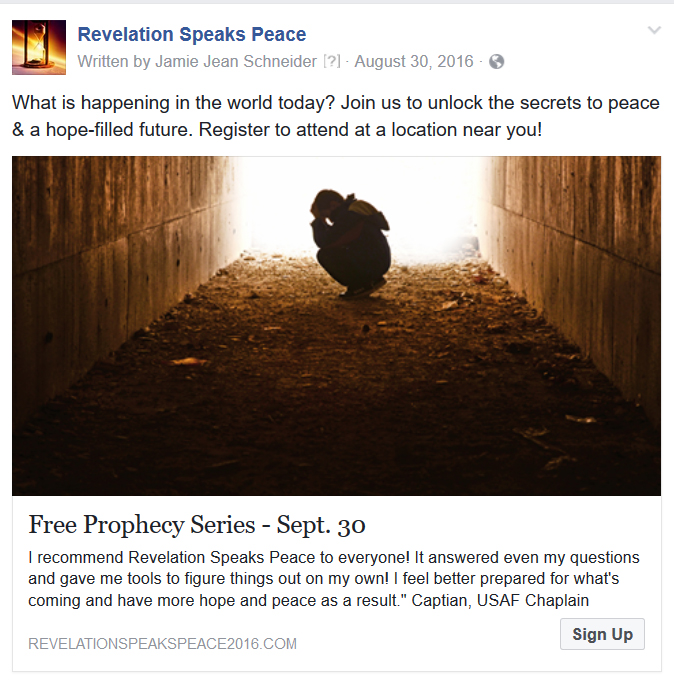 Revelation Speaks Peace
Written by Jamie Jean Schneider [?] · August 30, 2016 ·
What is happening in the world today? Join us to unlock the secrets to peace
& a hope-filled future. Register to attend at a location near you!
Free Prophecy Series - Sept. 30
I recommend Revelation Speaks Peace to everyone! It answered even my questions
and gave me tools to figure things out on my own! I feel better prepared for what's
coming and have more hope and peace as a result." Captian, USAF Chaplain
REVELATIONSPEAKSPEACE2016.COM
Sign Up